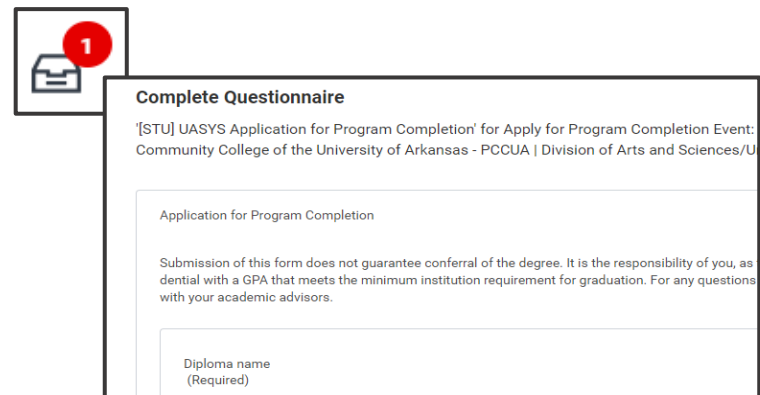 1
Complete Questionnaire
'[STU] UASYS Application for Program Completion' for Apply for Program Completion Event:
Community College of the University of Arkansas - PCCUA | Division of Arts and Sciences/
Application for Program Completion
Submission of this form does not guarantee conferral of the degree. It is the responsibility of you, as
dential with a GPA that meets the minimum institution requirement for graduation. For any questions
with your academic advisors.
Diploma name
(Required)